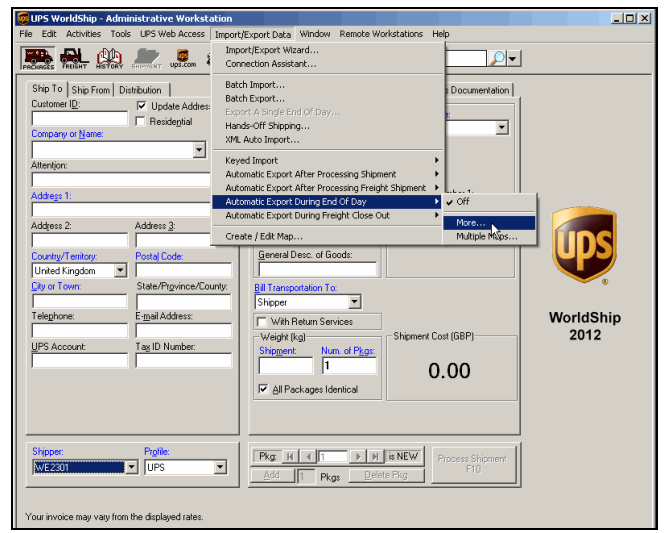 UPS WorldShip - Administrative Workstation
File Edit Activities Tools UPS Web Access Import/Export Data Window Remote Workstations Help
PACKAGES FREIGHT HISTORY SHIPMENT ups.com
Import/Export Wizard...
Connection Assistant...
Batch Import...
Batch Export...
Export A Single End Of Day...
Hands-Off Shipping...
XML Auto Import...
Keyed Import
Automatic Export After Processing Shipment
Automatic Export After Processing Freight Shipment
Automatic Export During End Of Day
Automatic Export During Freight Close Out
Create / Edit Map...
Off
More...
Multiple Maps...
Ship To Ship From Distribution
Documentation
Customer ID:
Update Address
Residential
Company or Name:
Attention:
Address 1:
Address 2: Address 3:
Country/Territory: Postal Code:
United Kingdom
City or Town: State/Province/County:
Telephone: E-mail Address:
UPS Account: Tax ID Number:
General Desc. of Goods:
Bill Transportation To:
Shipper
With Return Services
Weight (kg)
Shipment: Num. of Pkgs:
1
All Packages Identical
Shipment Cost (GBP)
0.00
ups
WorldShip
2012
Shipper: Profile:
WE2301 UPS
Pkg: 1 is NEW
Add 1 Pkgs Delete Pkg
Process Shipment
F10
Your invoice may vary from the displayed rates.